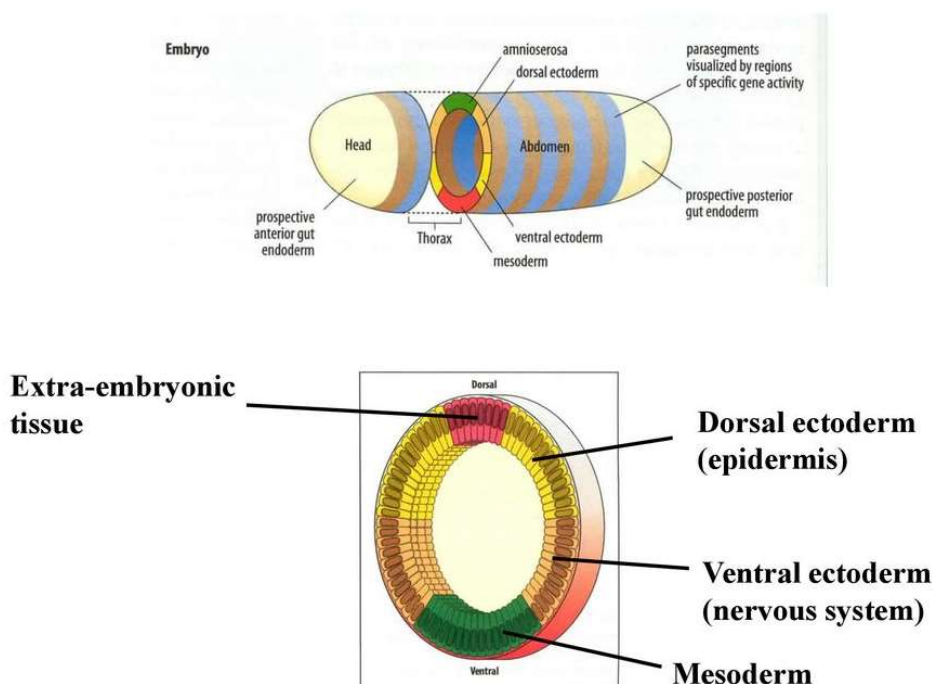 Embryo
amnioserosa
dorsal ectoderm
parasegments
visualized by regions
of specific gene activity
Head
Abdomen
prospective
anterior gut
endoderm
Thorax
mesoderm
ventral ectoderm
prospective posterior
gut endoderm
Extra-embryonic
tissue
Dorsal
Dorsal ectoderm
(epidermis)
Ventral ectoderm
(nervous system)
Mesoderm
Ventral